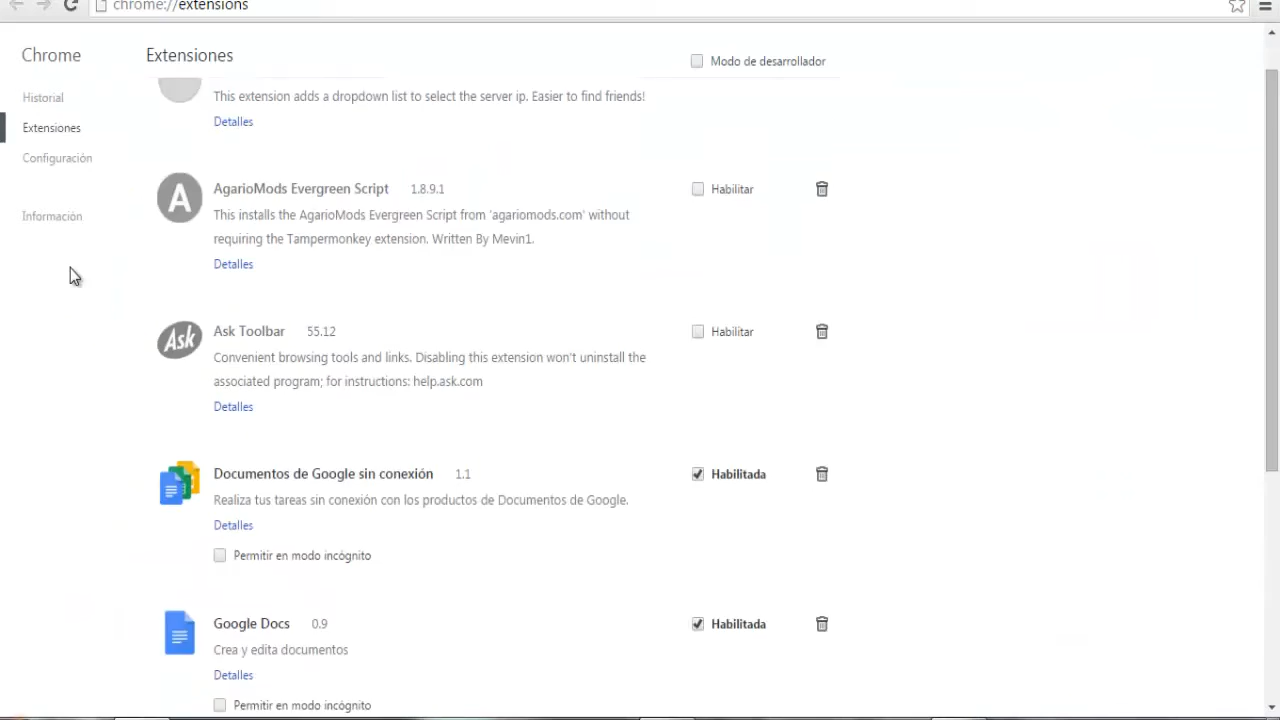 chrome://extensions
Chrome
Extensiones
Modo de desarrollador
Historial
Extensiones
Configuración
Información
This extension adds a dropdown list to select the server ip. Easier to find friends!
Detalles
A
AgarioMods Evergreen Script 1.8.9.1
Habilitar
This installs the AgarioMods Evergreen Script from 'agariomods.com' without
requiring the Tampermonkey extension. Written By Mevin1.
Detalles
Ask
Ask Toolbar 55.12
Habilitar
Convenient browsing tools and links. Disabling this extension won't uninstall the
associated program; for instructions: help.ask.com
Detalles
Documentos de Google sin conexión 1.1
Habilitada
Realiza tus tareas sin conexión con los productos de Documentos de Google.
Detalles
Permitir en modo incógnito
Google Docs 0.9
Habilitada
Crea y edita documentos
Detalles
Permitir en modo incógnito